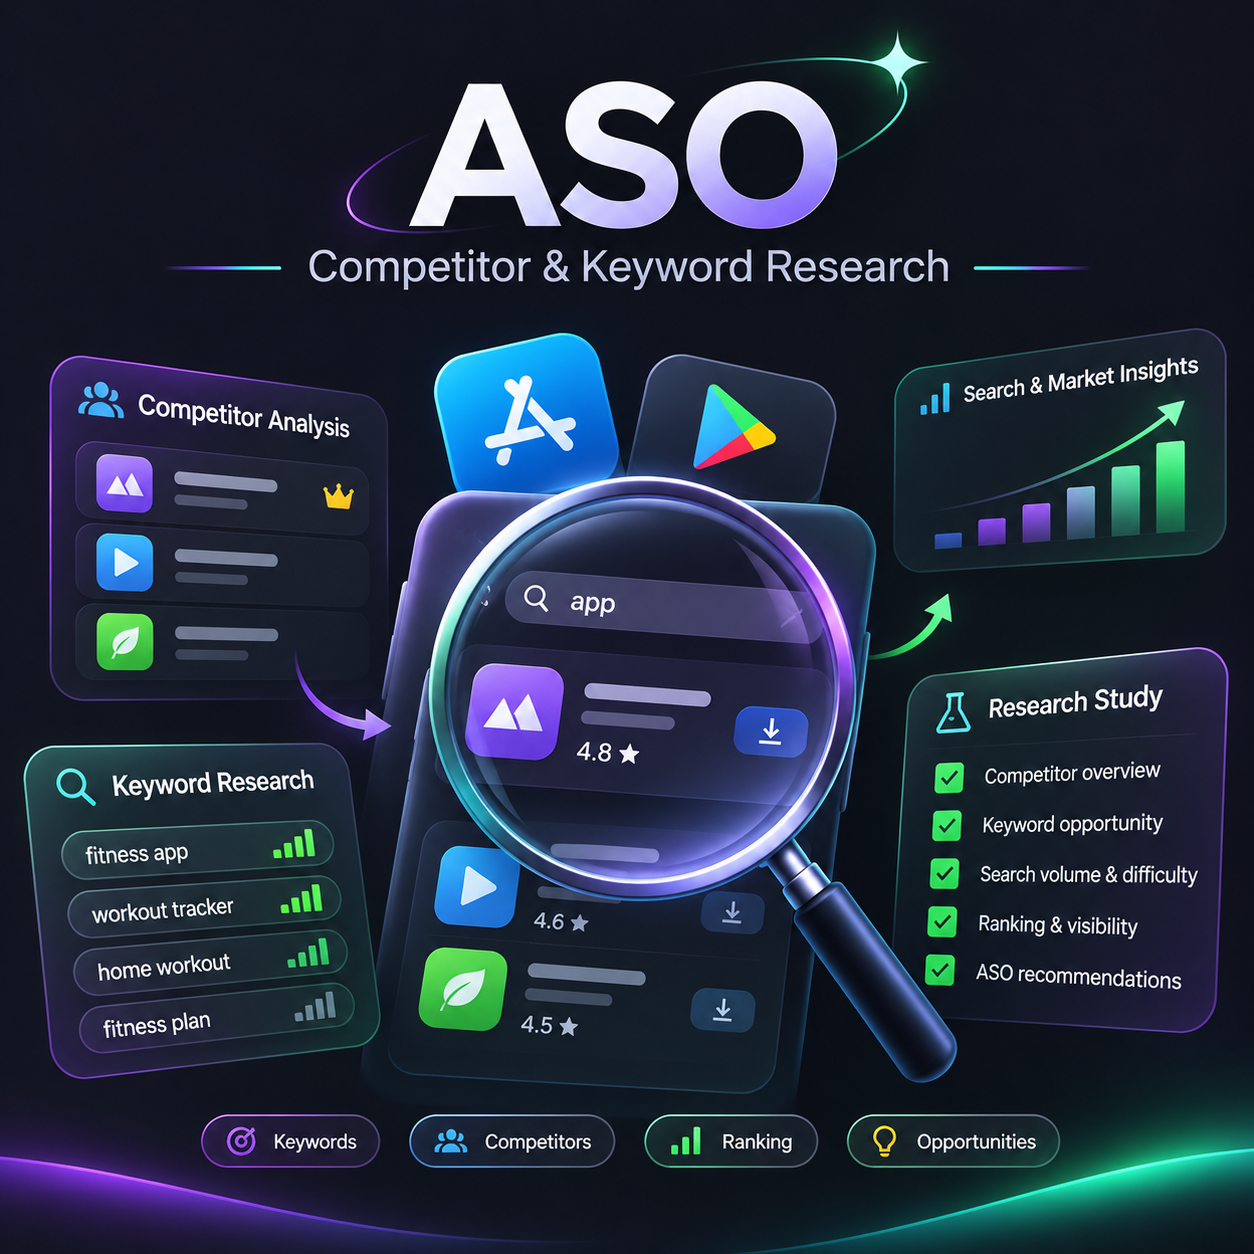 ASO
Competitor & Keyword Research
Competitor Analysis
Search & Market Insights
app
4.8
4.6
4.5
Keyword Research
fitness app
workout tracker
home workout
fitness plan
Research Study
Competitor overview
Keyword opportunity
Search volume & difficulty
Ranking & visibility
ASO recommendations
Keywords
Competitors
Ranking
Opportunities